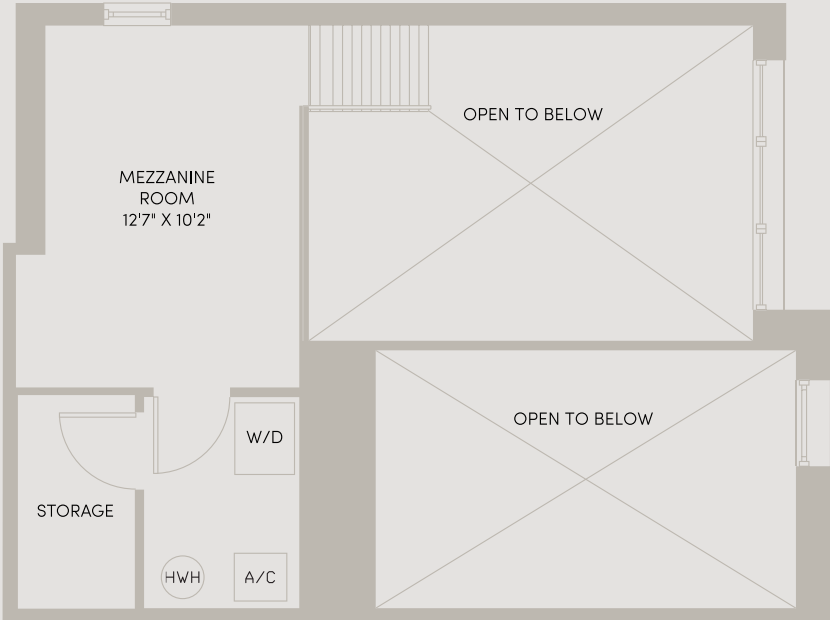 OPEN TO BELOW
MEZZANINE
ROOM
12'7" X 10'2"
OPEN TO BELOW
W/D
STORAGE
HWH
A/C